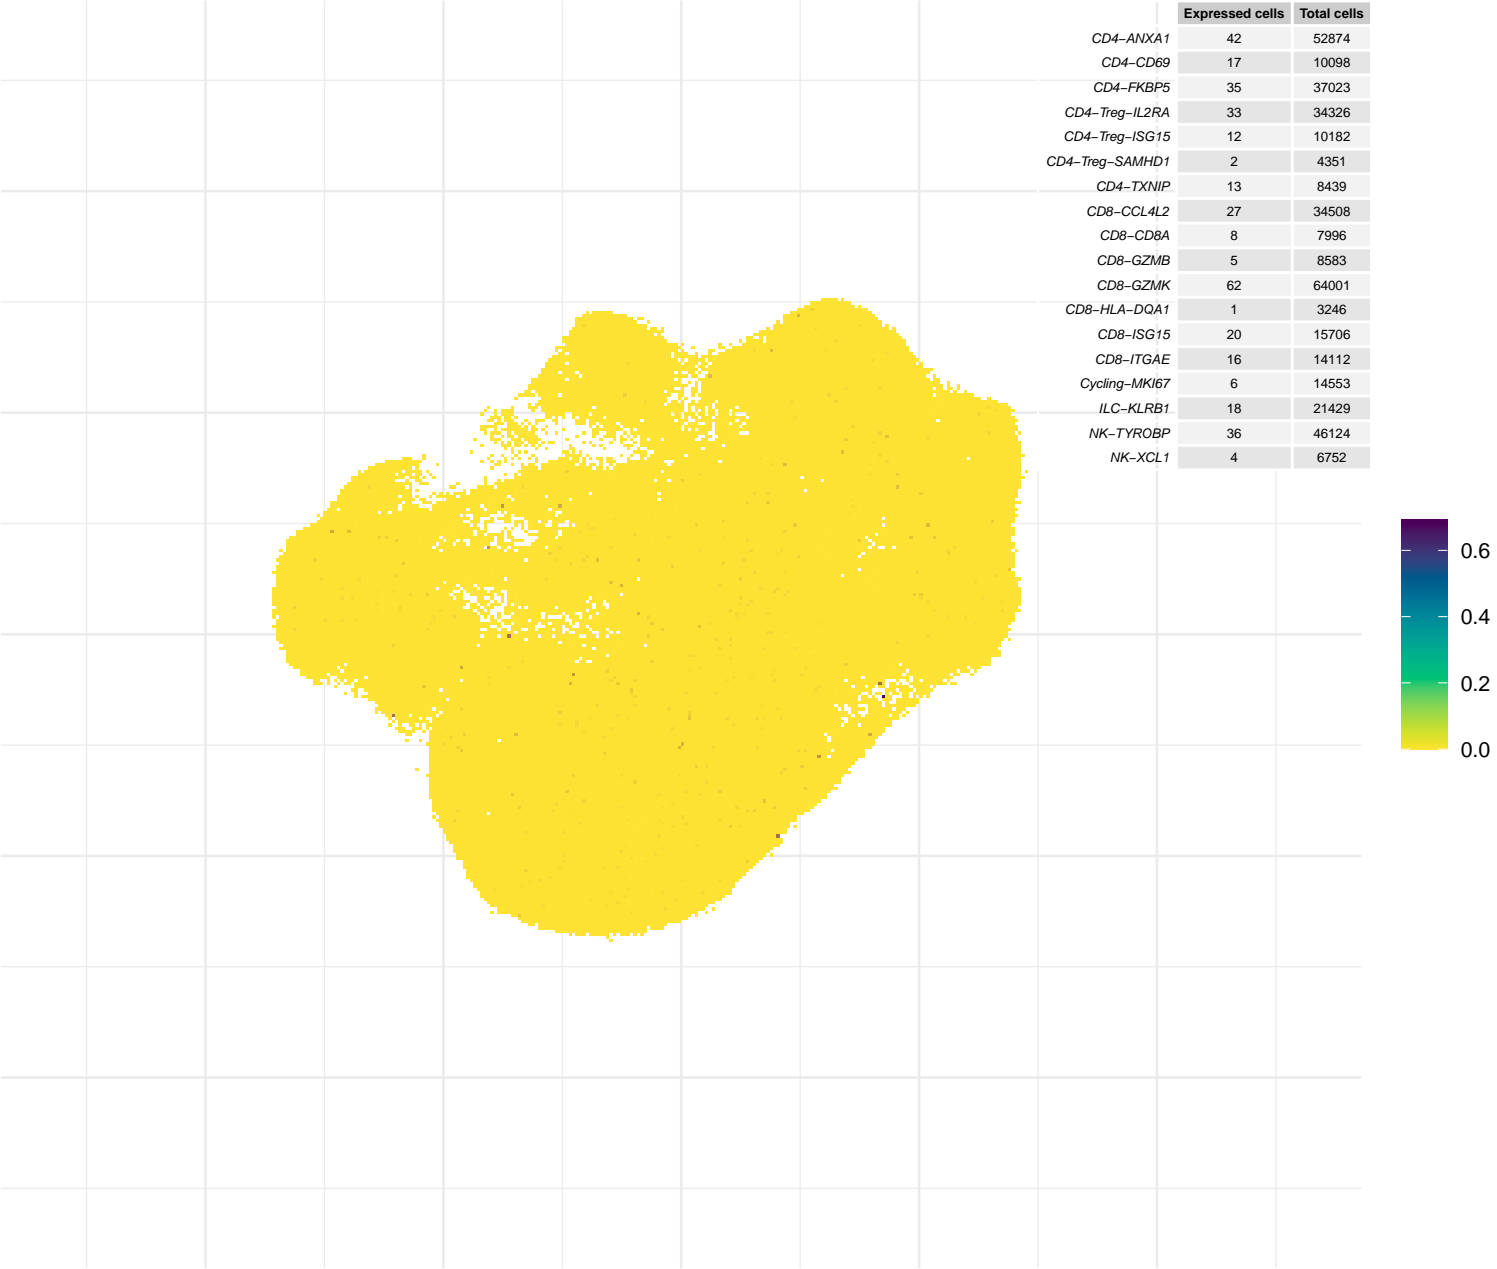 Expressed cells Total cells
CD4−ANXA1 42 52874
CD4−CD69 17 10098
CD4−FKBP5 35 37023
CD4−Treg−IL2RA 33 34326
CD4−Treg−ISG15 12 10182
CD4−Treg−SAMHD1 2 4351
CD4−TXNIP 13 8439
CD8−CCL4L2 27 34508
CD8−CD8A 8 7996
CD8−GZMB 5 8583
CD8−GZMK 62 64001
CD8−HLA−DQA1 1 3246
CD8−ISG15 20 15706
CD8−ITGAE 16 14112
Cycling−MKI67 6 14553
ILC−KLRB1 18 21429
NK−TYROBP 36 46124
NK−XCL1 4 6752
0.6
0.4
0.2
0.0